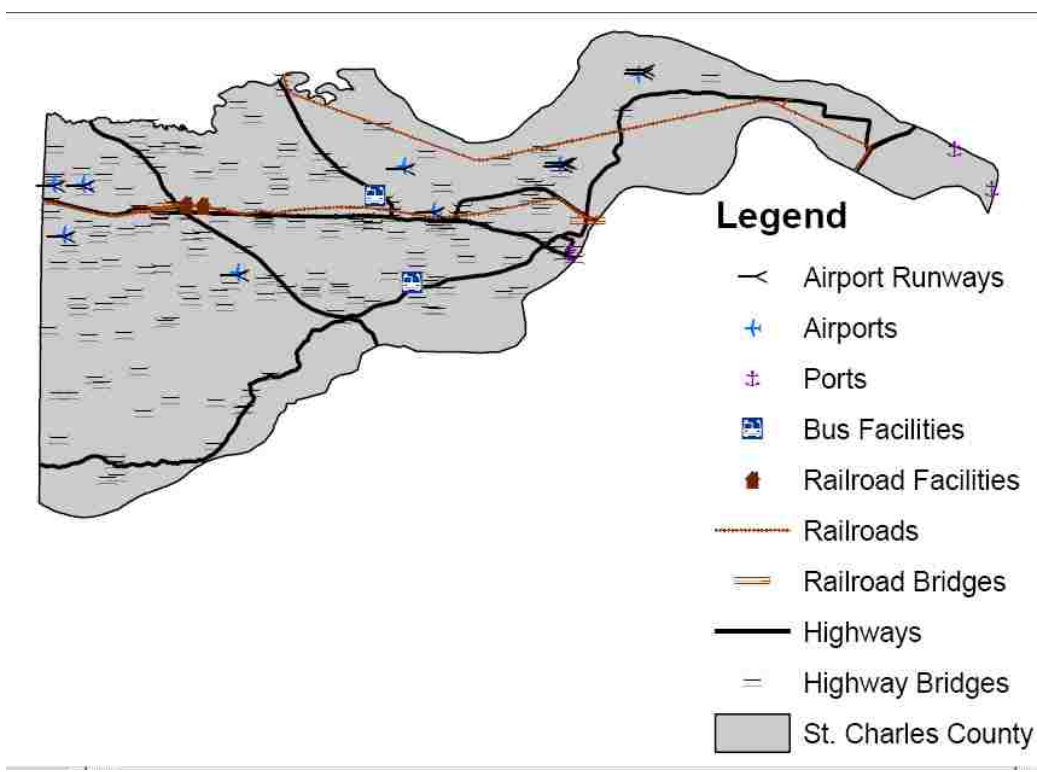 Legend
Airport Runways
Airports
Ports
Bus Facilities
Railroad Facilities
Railroads
Railroad Bridges
Highways
Highway Bridges
St. Charles County